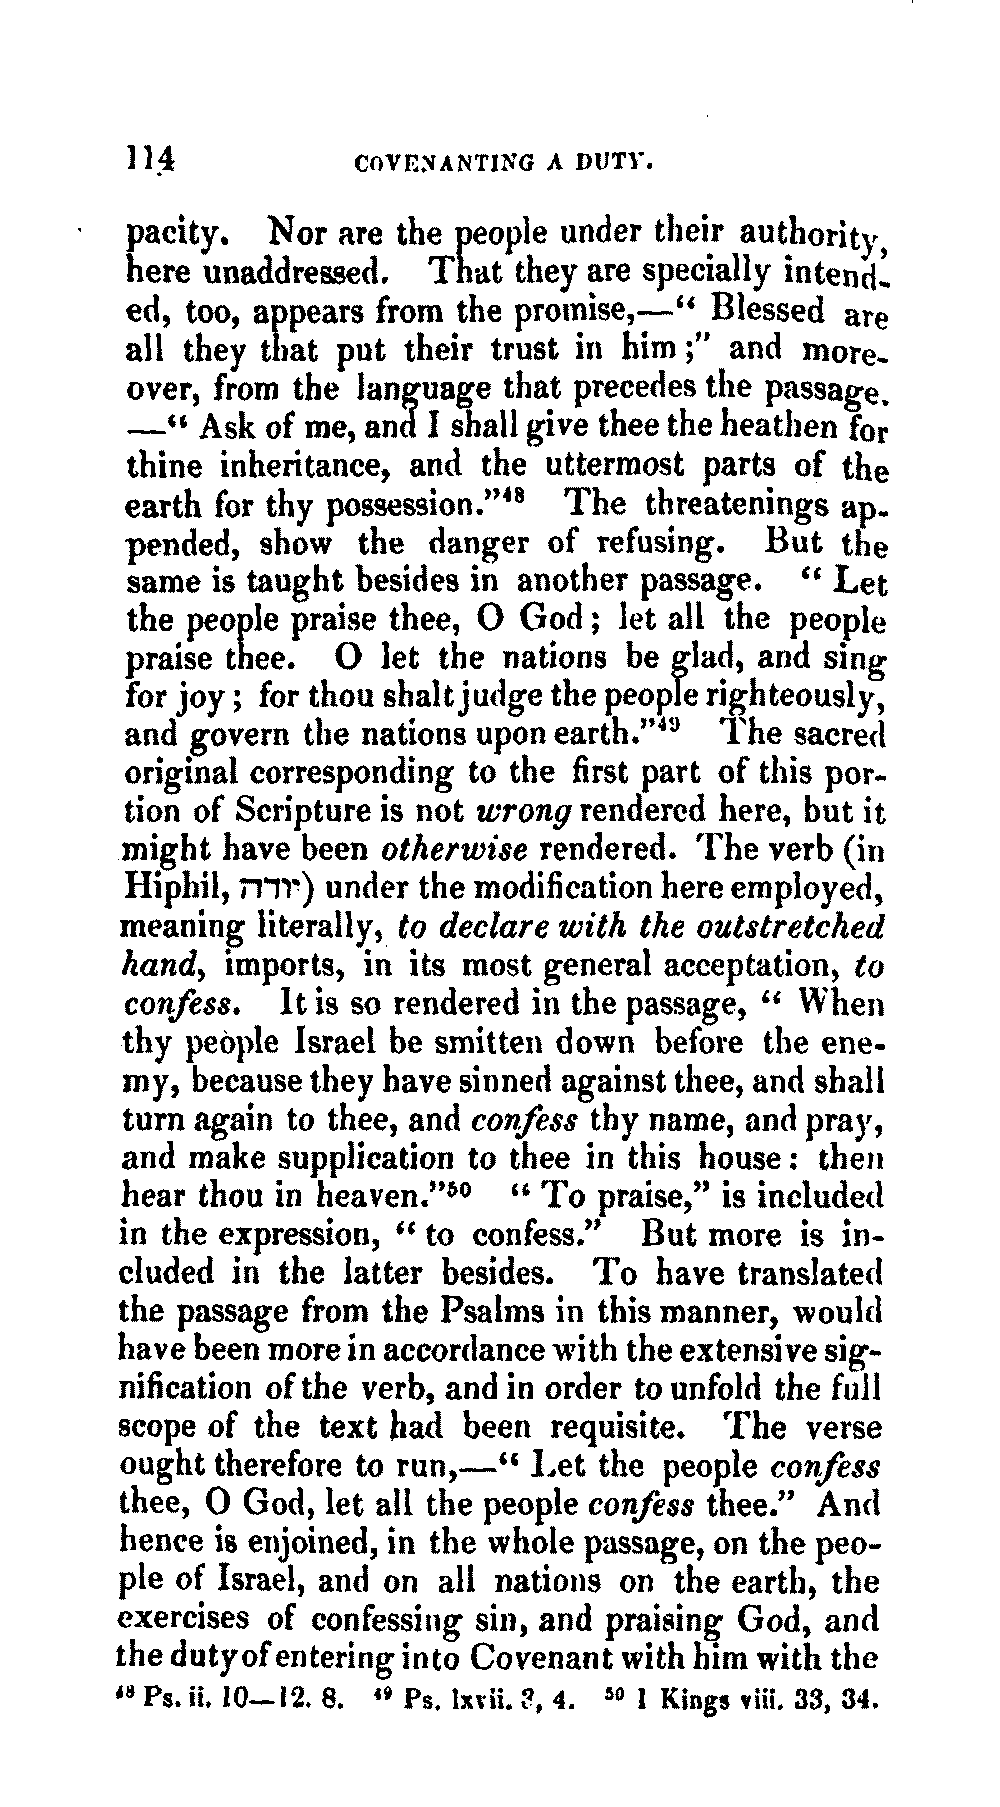 114 COVENANTING A DUTY.
pacity. Nor are the people under their authority,
here unaddressed. That they are specially intend-
ed, too, appears from the promise,—“ Blessed are
all they that put their trust in him ;” and more-
over, from the language that precedes the passage.
—“ Ask of me, and I shall give thee the heathen for
thine inheritance, and the uttermost parts of the
earth for thy possession.”⁴⁸ The threatenings ap-
pended, show the danger of refusing. But the
same is taught besides in another passage. “ Let
the people praise thee, O God ; let all the people
praise thee. O let the nations be glad, and sing
for joy ; for thou shalt judge the people righteously,
and govern the nations upon earth.”⁴⁹ The sacred
original corresponding to the first part of this por-
tion of Scripture is not wrong rendered here, but it
might have been otherwise rendered. The verb (in
Hiphil, יורה) under the modification here employed,
meaning literally, to declare with the outstretched
hand, imports, in its most general acceptation, to
confess. It is so rendered in the passage, “ When
thy people Israel be smitten down before the ene-
my, because they have sinned against thee, and shall
turn again to thee, and confess thy name, and pray,
and make supplication to thee in this house : then
hear thou in heaven.”⁵⁰ “ To praise,” is included
in the expression, “ to confess.” But more is in-
cluded in the latter besides. To have translated
the passage from the Psalms in this manner, would
have been more in accordance with the extensive sig-
nification of the verb, and in order to unfold the full
scope of the text had been requisite. The verse
ought therefore to run,—“ Let the people confess
thee, O God, let all the people confess thee.” And
hence is enjoined, in the whole passage, on the peo-
ple of Israel, and on all nations on the earth, the
exercises of confessing sin, and praising God, and
the duty of entering into Covenant with him with the
⁴⁸ Ps. ii. 10—12. 8. ⁴⁹ Ps. lxvii. 3, 4. ⁵⁰ 1 Kings viii. 33, 34.